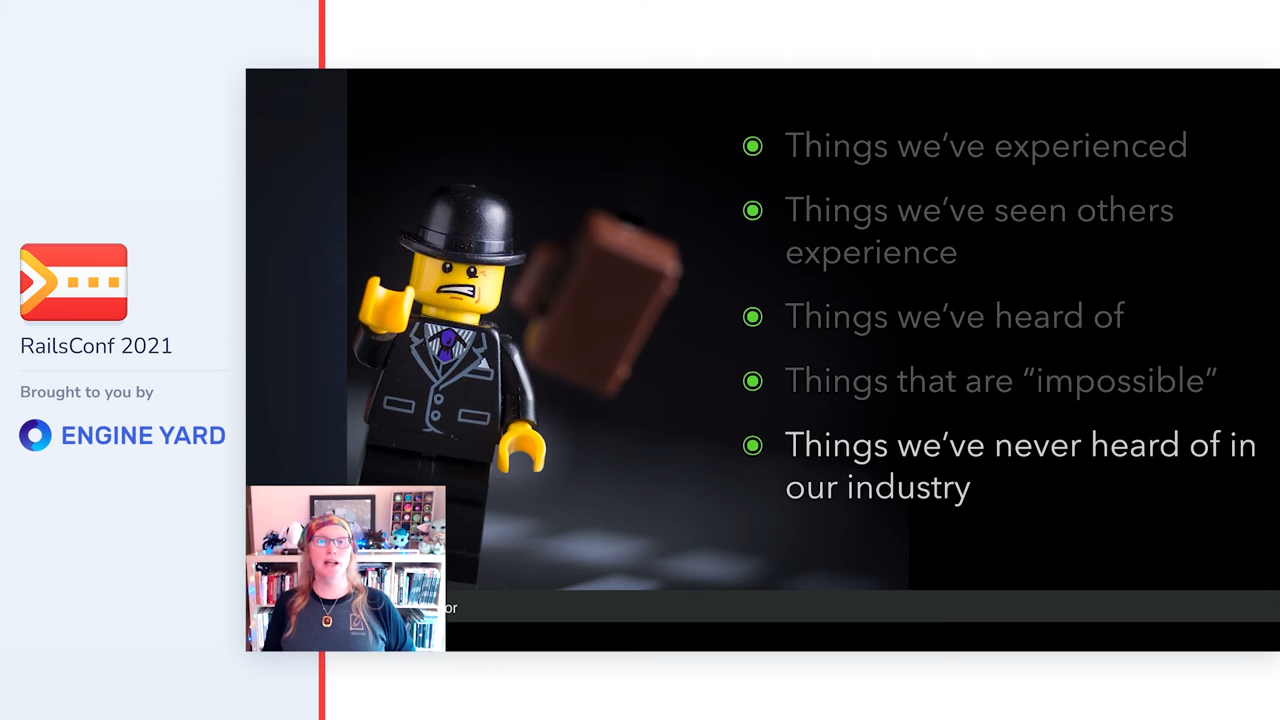 RailsConf 2021
Brought to you by
ENGINE YARD
Things we’ve experienced
Things we’ve seen others
experience
Things we’ve heard of
Things that are “impossible”
Things we’ve never heard of in
our industry
or